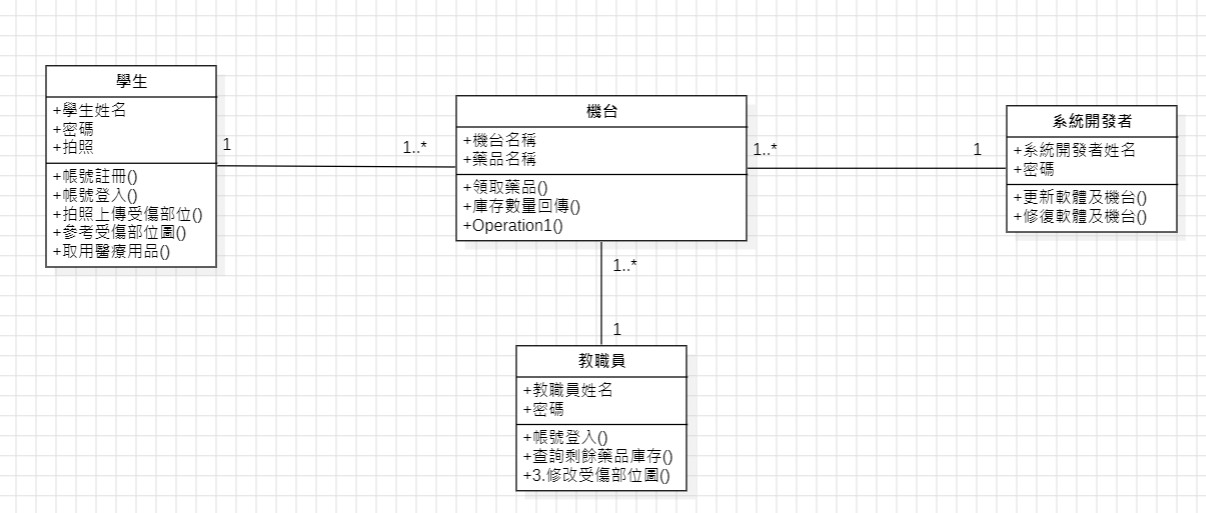 學生
+學生姓名
+密碼
+拍照
+帳號註冊()
+帳號登入()
+拍照上傳受傷部位()
+參考受傷部位圖()
+取用醫療用品()
1
1..*
機台
+機台名稱
+藥品名稱
+領取藥品()
+庫存數量回傳()
+Operation1()
1..*
1
系統開發者
+系統開發者姓名
+密碼
+更新軟體及機台()
+修復軟體及機台()
1..*
1
教職員
+教職員姓名
+密碼
+帳號登入()
+查詢剩餘藥品庫存()
+3.修改受傷部位圖()